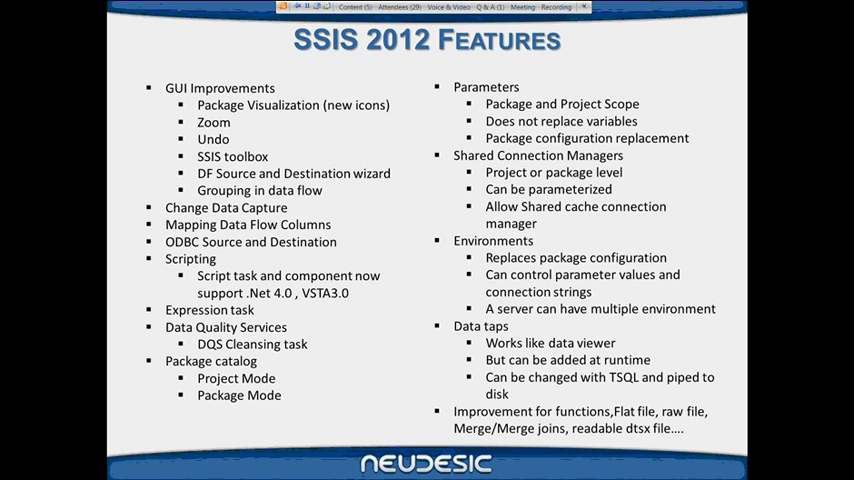 Content (5) Attendees (29) Voice & Video Q & A (1) Meeting Recording
SSIS 2012 FEATURES
GUI Improvements
Package Visualization (new icons)
Zoom
Undo
SSIS toolbox
DF Source and Destination wizard
Grouping in data flow
Change Data Capture
Mapping Data Flow Columns
ODBC Source and Destination
Scripting
Script task and component now
support .Net 4.0 , VSTA3.0
Expression task
Data Quality Services
DQS Cleansing task
Package catalog
Project Mode
Package Mode
Parameters
Package and Project Scope
Does not replace variables
Package configuration replacement
Shared Connection Managers
Project or package level
Can be parameterized
Allow Shared cache connection
manager
Environments
Replaces package configuration
Can control parameter values and
connection strings
A server can have multiple environment
Data taps
Works like data viewer
But can be added at runtime
Can be changed with TSQL and piped to
disk
Improvement for functions,Flat file, raw file,
Merge/Merge joins, readable dtsx file....
NEUDESIC